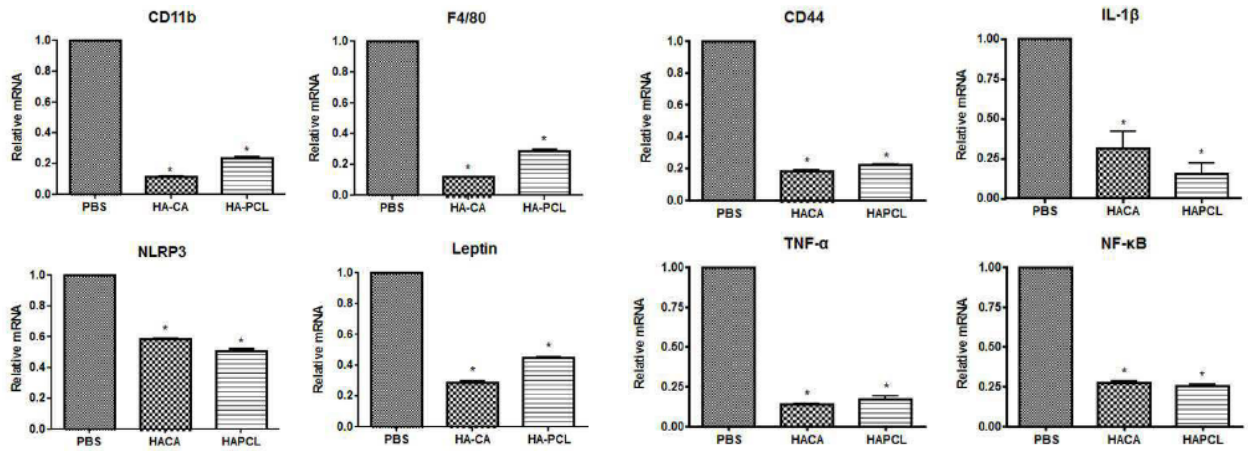 CD11b
Relative mRNA
1.0
0.8
0.6
0.4
0.2
0.0
*
*
PBS
HA-CA
HA-PCL
F4/80
Relative mRNA
1.0
0.8
0.6
0.4
0.2
0.0
*
*
PBS
HA-CA
HA-PCL
CD44
Relative mRNA
1.0
0.8
0.6
0.4
0.2
0.0
*
*
PBS
HACA
HAPCL
IL-1β
Relative mRNA
1.00
0.75
0.50
0.25
0.00
*
*
PBS
HACA
HAPCL
NLRP3
Relative mRNA
1.0
0.8
0.6
0.4
0.2
0.0
*
*
PBS
HACA
HAPCL
Leptin
Relative mRNA
1.0
0.8
0.6
0.4
0.2
0.0
*
*
PBS
HA-CA
HA-PCL
TNF-α
Relative mRNA
1.00
0.75
0.50
0.25
0.00
*
*
PBS
HACA
HAPCL
NF-κB
Relative mRNA
1.00
0.75
0.50
0.25
0.00
*
*
PBS
HACA
HAPCL